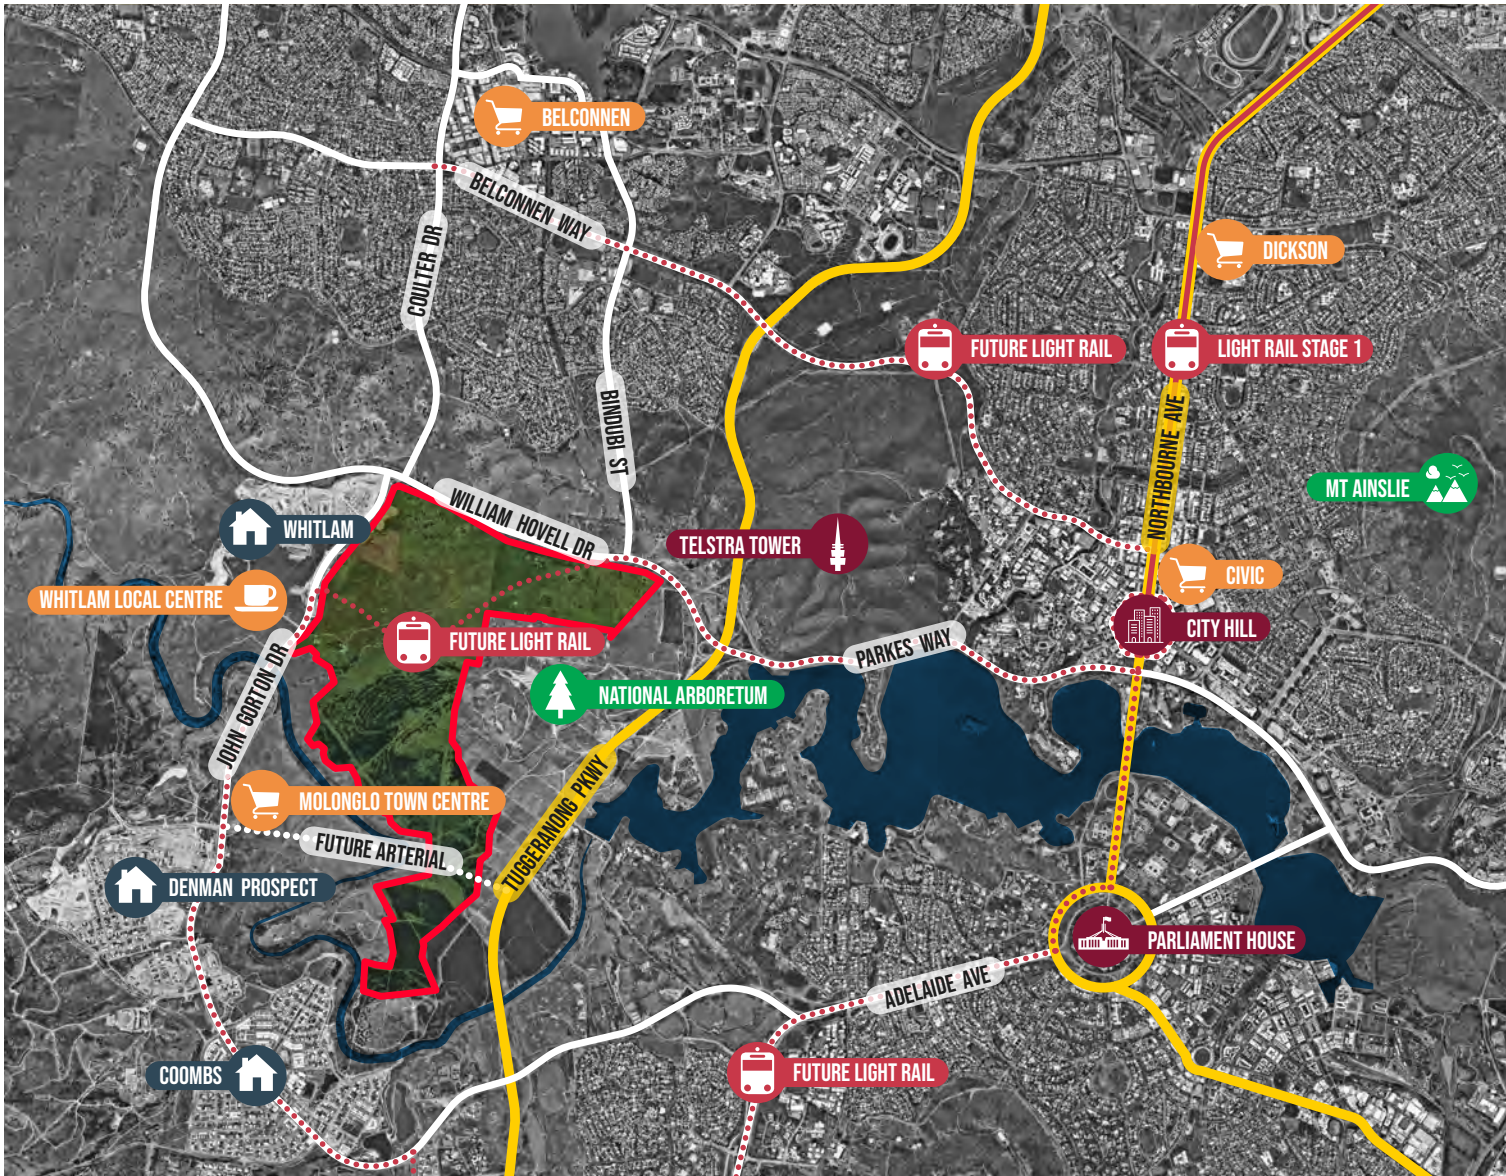 BELCONNEN
BELCONNEN WAY
COULTER DR
DICKSON
FUTURE LIGHT RAIL
LIGHT RAIL STAGE 1
BINDUBI ST
NORTHBOURNE AVE
MT AINSLIE
WILLIAM HOVELL DR
WHITLAM
TELSTRA TOWER
CIVIC
WHITLAM LOCAL CENTRE
CITY HILL
FUTURE LIGHT RAIL
PARKES WAY
NATIONAL ARBORETUM
JOHN GORTON DR
MOLONGLO TOWN CENTRE
TUGGERANONG PKWY
FUTURE ARTERIAL
DENMAN PROSPECT
PARLIAMENT HOUSE
ADELAIDE AVE
COOMBS
FUTURE LIGHT RAIL